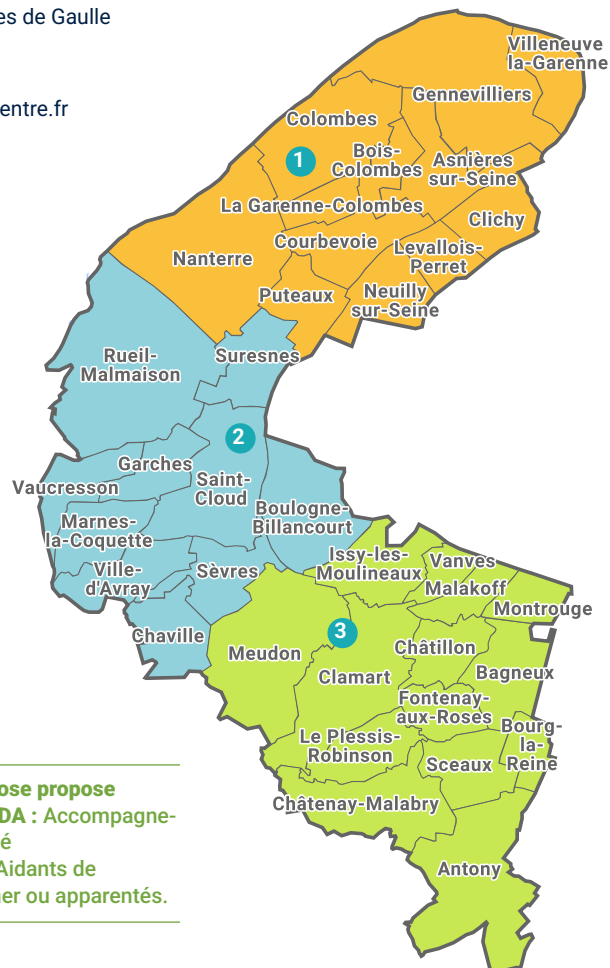 es de Gaulle
entre.fr
Villeneuve
la-Garenne
Gennevilliers
Colombes
1
Bois-
Colombes
Asnières
sur-Seine
La Garenne-Colombes
Clichy
Courbevoie
Levallois-
Perret
Nanterre
Puteaux
Neuilly
sur-Seine
Rueil-
Malmaison
Suresnes
2
Garches
Saint-
Cloud
Vaucresson
Boulogne-
Billancourt
Marnes-
la-Coquette
Ville-
d'Avray
Sèvres
Chaville
Issy-les-
Moulineaux
Vanves
Malakoff
Montrouge
3
Meudon
Châtillon
Clamart
Bagneux
Fontenay-
aux-Roses
Bourg-
la-
Reine
Le Plessis-
Robinson
Sceaux
Châtenay-Malabry
Antony
ose propose
DA : Accompagne-
é
Aidants de
er ou apparentés.